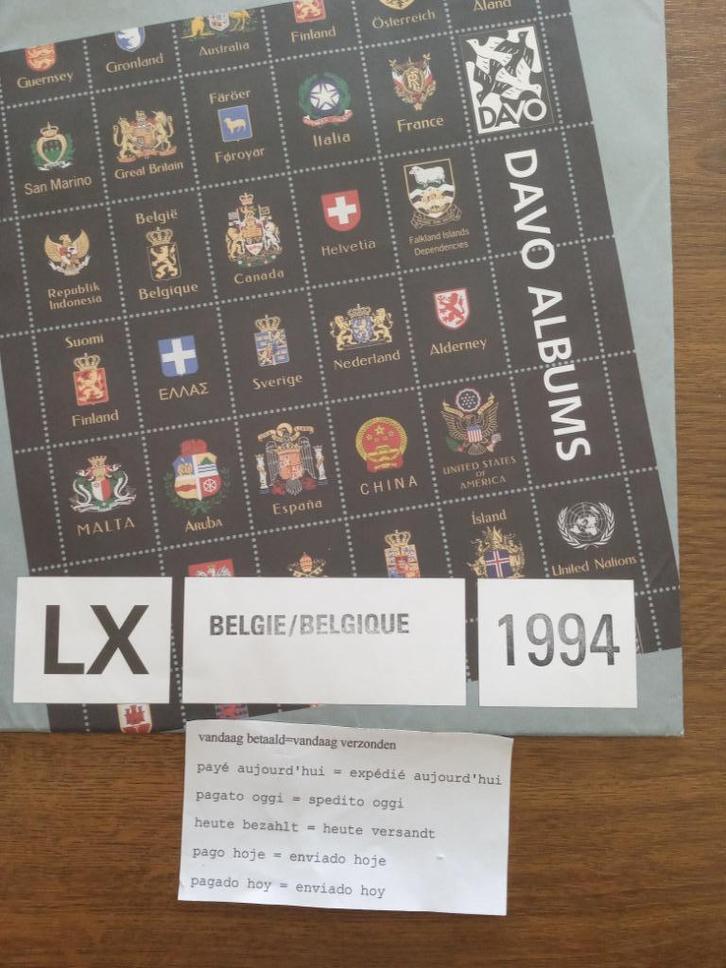 Guernsey
Grönland
Australia
Finland
Österreich
Åland
San Marino
Great Britain
Färöer
Føroyar
Italia
France
DAVO
DAVO ALBUMS
Republik
Indonesia
België
Belgique
Canada
Helvetia
Falkland Islands
Dependencies
Suomi
Finland
ΕΛΛΑΣ
Sverige
Nederland
Alderney
MALTA
Aruba
España
CHINA
UNITED STATES
OF
AMERICA
Ísland
United Nations
LX
BELGIE/BELGIQUE
1994
vandaag betaald=vandaag verzonden
payé aujourd'hui = expédié aujourd'hui
pagato oggi = spedito oggi
heute bezahlt = heute versandt
pago hoje = enviado hoje
pagado hoy = enviado hoy